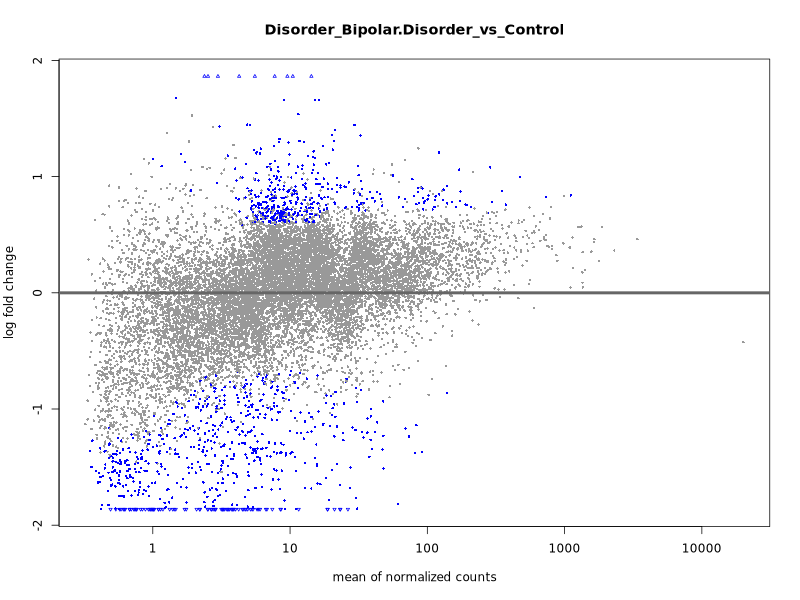 Disorder_Bipolar.Disorder_vs_Control
2
1
0
-1
-2
log fold change
1 10 100 1000 10000
mean of normalized counts